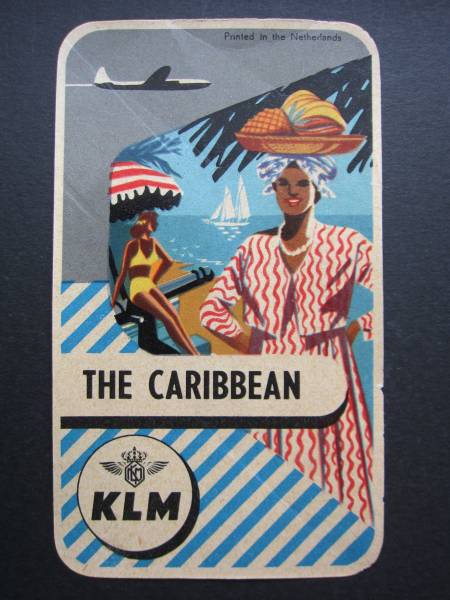 Printed in the Netherlands
THE CARIBBEAN
KLM